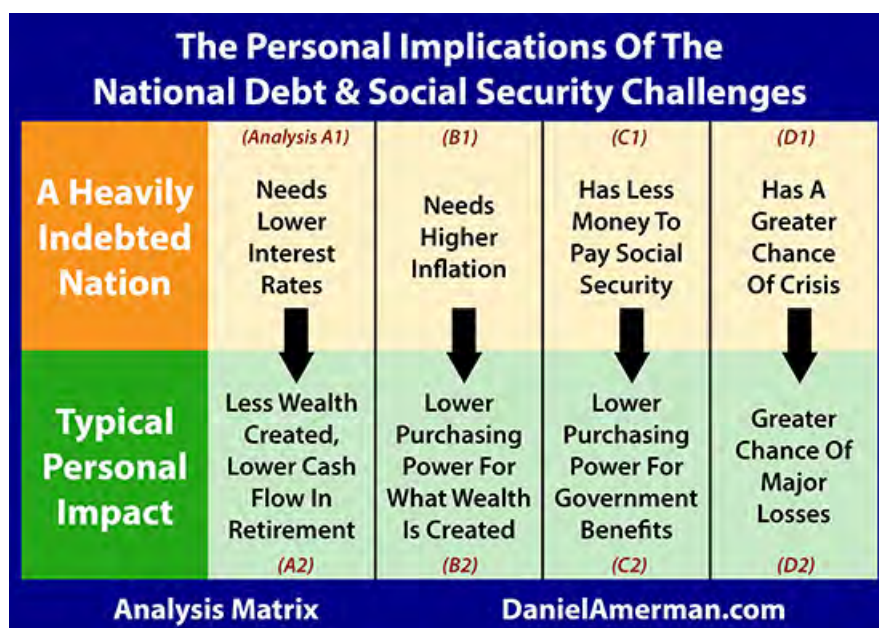 The Personal Implications Of The
National Debt & Social Security Challenges
A Heavily
Indebted
Nation
(Analysis A1)
Needs
Lower
Interest
Rates
(B1)
Needs
Higher
Inflation
(C1)
Has Less
Money To
Pay Social
Security
(D1)
Has A
Greater
Chance
Of Crisis
Typical
Personal
Impact
Less Wealth
Created,
Lower Cash
Flow In
Retirement
(A2)
Lower
Purchasing
Power For
What Wealth
Is Created
(B2)
Lower
Purchasing
Power For
Government
Benefits
(C2)
Greater
Chance Of
Major
Losses
(D2)
Analysis Matrix
DanielAmerman.com